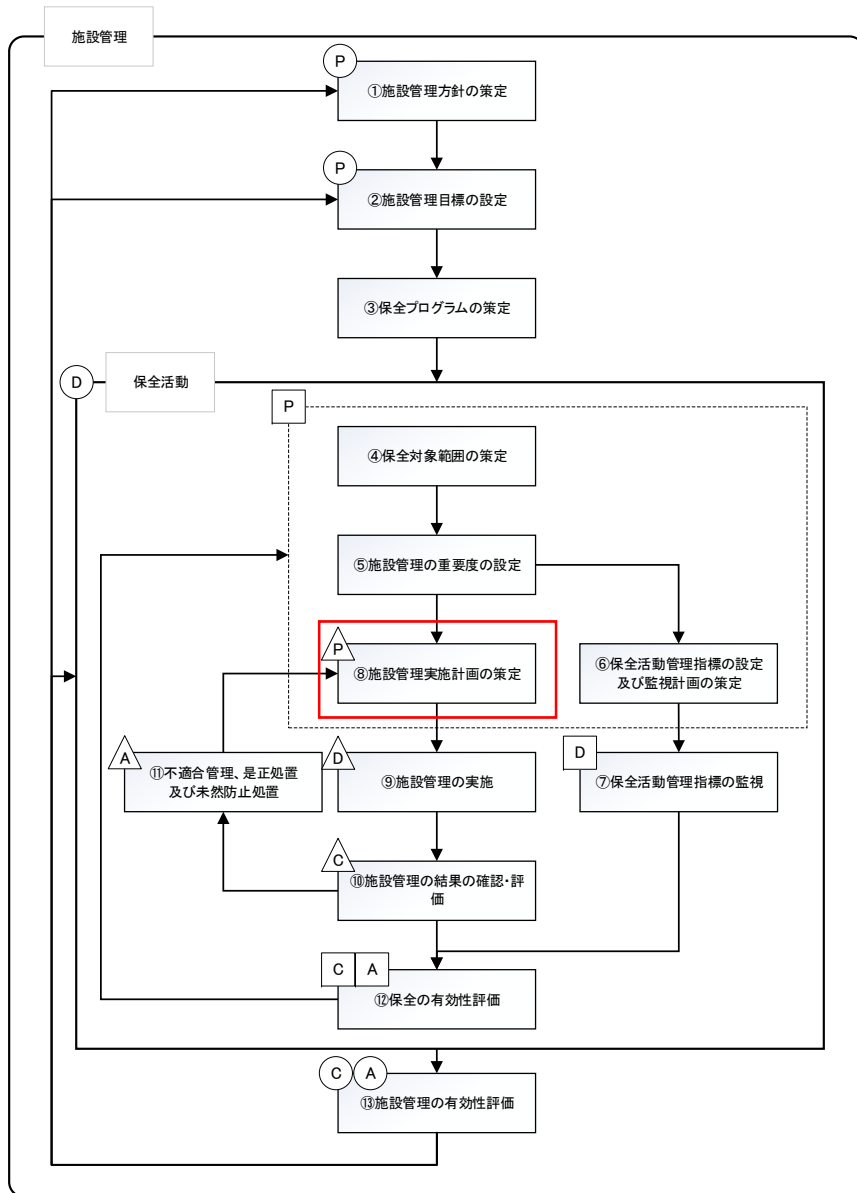 施設管理
P
①施設管理方針の策定
P
②施設管理目標の設定
③保全プログラムの策定
D
保全活動
P
④保全対象範囲の策定
⑤施設管理の重要度の設定
P
⑧施設管理実施計画の策定
⑥保全活動管理指標の設定
及び監視計画の策定
A
⑪不適合管理、是正処置
及び未然防止処置
D
⑨施設管理の実施
D
⑦保全活動管理指標の監視
C
⑩施設管理の結果の確認・評
価
C
A
⑫保全の有効性評価
C
A
⑬施設管理の有効性評価